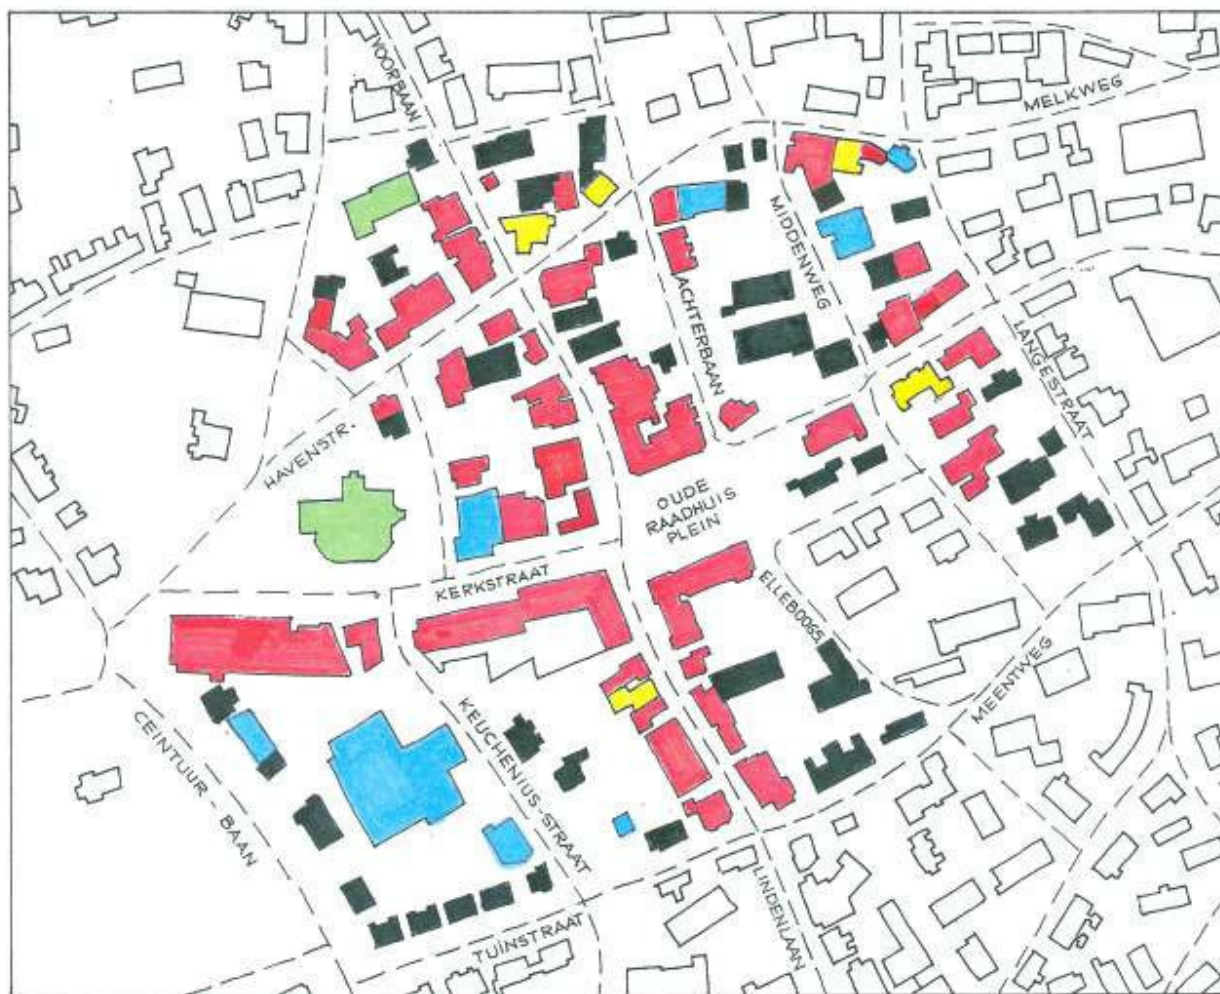 VOORBAAN
MELKWEG
MIDDENWEG
ACHTERBAAN
LANGESTRAAT
HAVENSTR.
OUDE
RAADHUIS
PLEIN
KERKSTRAAT
ELLEBOOGS.
MEENTWEG
KEUCHENIUS-STRAAT
CEINTUUR-BAAN
LINDENLAAN
TUINSTRAAT